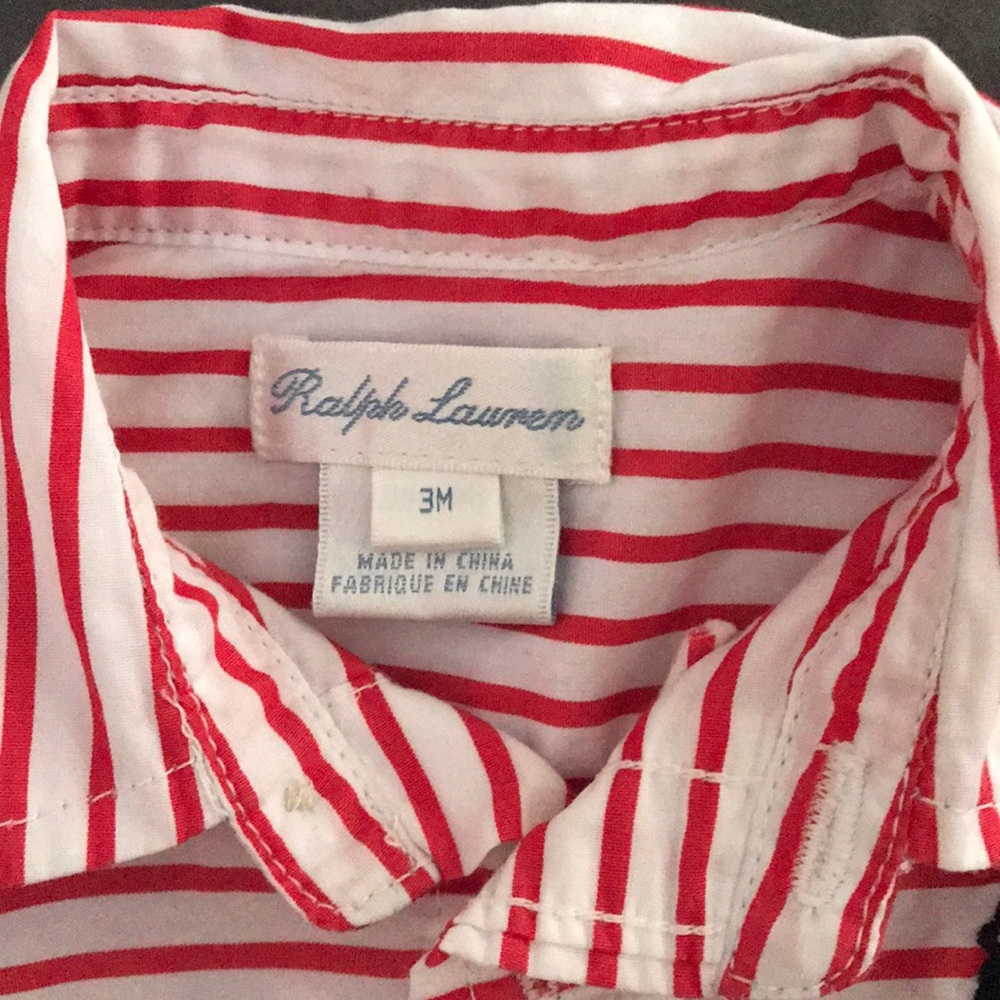 Ralph Lauren
3M
MADE IN CHINA
FABRIQUE EN CHINE